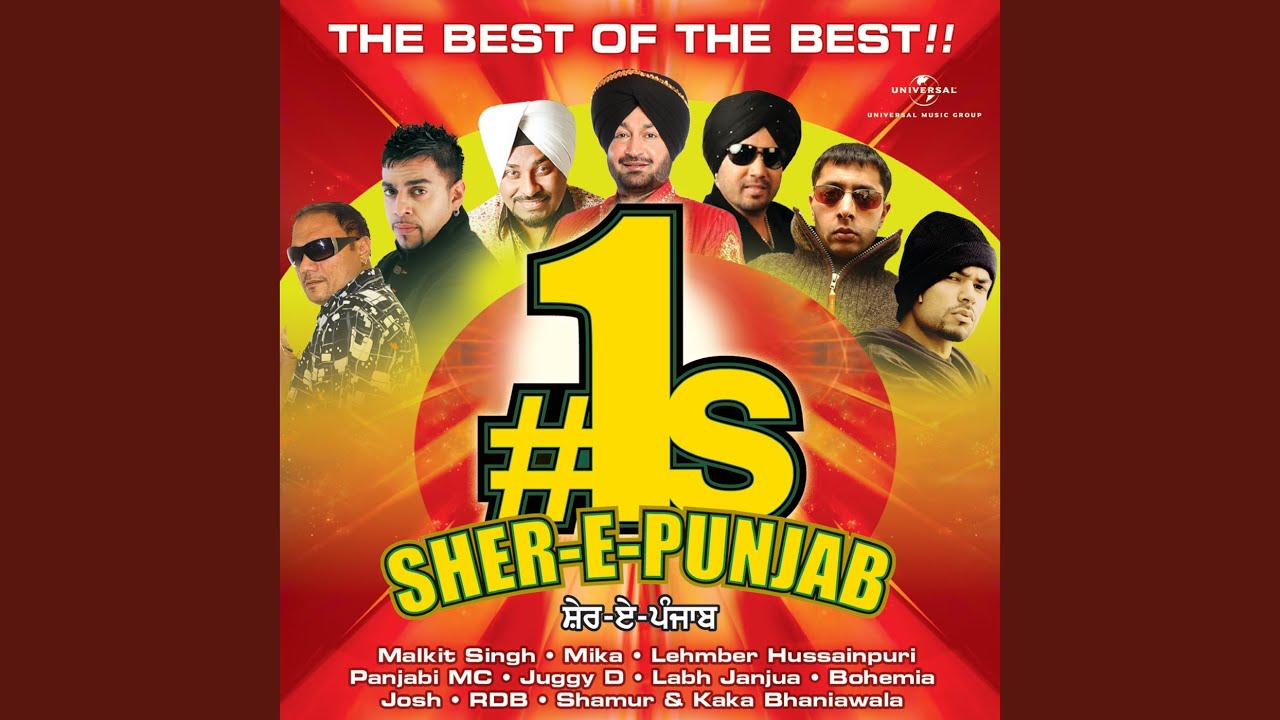 THE BEST OF THE BEST!!
UNIVERSAL
UNIVERSAL MUSIC GROUP
#1s
SHER-E-PUNJAB
ਸ਼ੇਰ-ਏ-ਪੰਜਾਬ
Malkit Singh • Mika • Lehmber Hussainpuri
Panjabi MC • Juggy D • Labh Janjua • Bohemia
Josh • RDB • Shamur & Kaka Bhaniawala